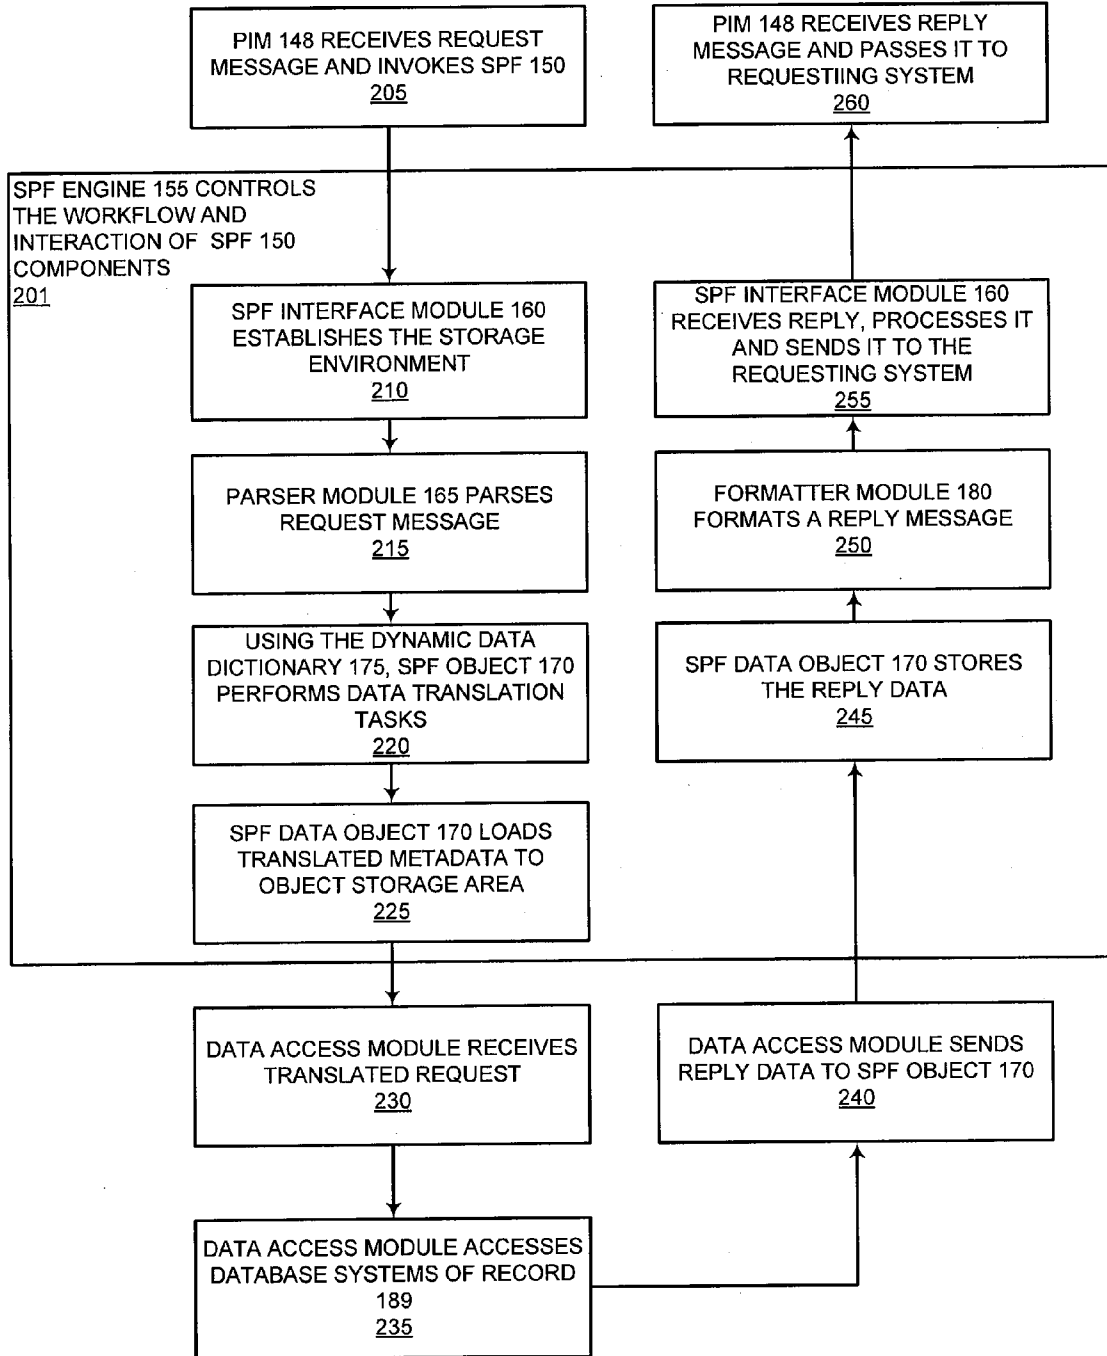 PIM 148 RECEIVES REQUEST
MESSAGE AND INVOKES SPF 150
205
PIM 148 RECEIVES REPLY
MESSAGE AND PASSES IT TO
REQUESTIING SYSTEM
260
SPF ENGINE 155 CONTROLS
THE WORKFLOW AND
INTERACTION OF SPF 150
COMPONENTS
201
SPF INTERFACE MODULE 160
ESTABLISHES THE STORAGE
ENVIRONMENT
210
SPF INTERFACE MODULE 160
RECEIVES REPLY, PROCESSES IT
AND SENDS IT TO THE
REQUESTING SYSTEM
255
PARSER MODULE 165 PARSES
REQUEST MESSAGE
215
FORMATTER MODULE 180
FORMATS A REPLY MESSAGE
250
USING THE DYNAMIC DATA
DICTIONARY 175, SPF OBJECT 170
PERFORMS DATA TRANSLATION
TASKS
220
SPF DATA OBJECT 170 STORES
THE REPLY DATA
245
SPF DATA OBJECT 170 LOADS
TRANSLATED METADATA TO
OBJECT STORAGE AREA
225
DATA ACCESS MODULE RECEIVES
TRANSLATED REQUEST
230
DATA ACCESS MODULE SENDS
REPLY DATA TO SPF OBJECT 170
240
DATA ACCESS MODULE ACCESSES
DATABASE SYSTEMS OF RECORD
189
235